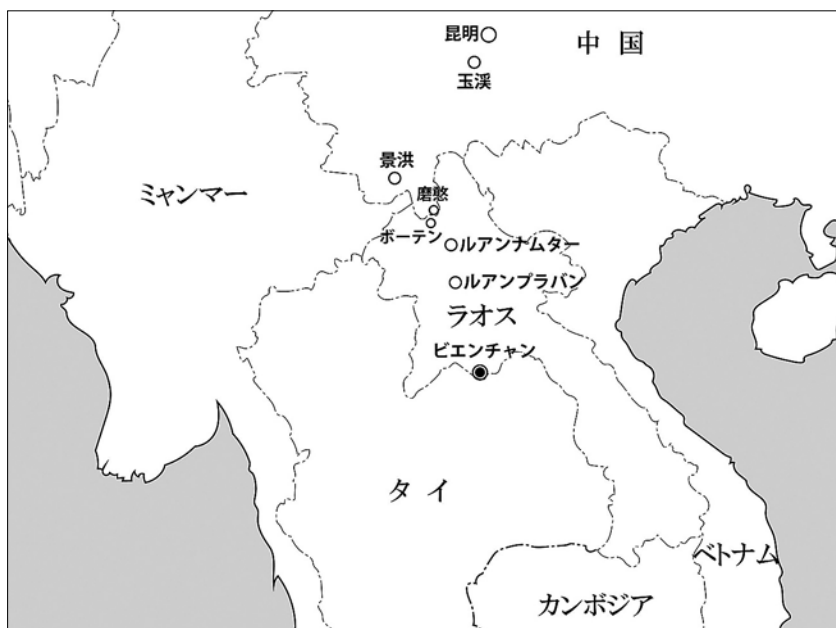 昆明
中国
玉渓
景洪
ミャンマー
磨憨
ボーテン
ルアンナムター
ルアンプラバン
ラオス
ビエンチャン
タイ
ベトナム
カンボジア